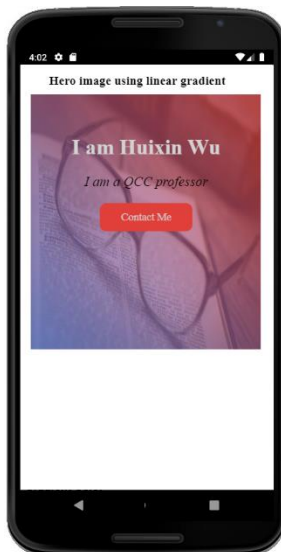 4:02
Hero image using linear gradient
I am Huixin Wu
I am a QCC professor
Contact Me